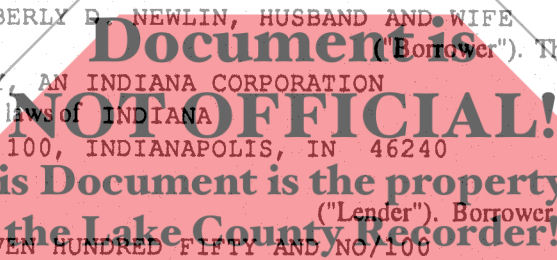 BERLY D. NEWLIN, HUSBAND AND WIFE
Document is
("Borrower"). Th
Y, AN INDIANA CORPORATION
laws of INDIANA
NOT OFFICIAL!
100, INDIANAPOLIS, IN 46240
is Document is the property
("Lender"). Borrower
the Lake County Recorder!
VEN HUNDRED FIFTY AND NO/100